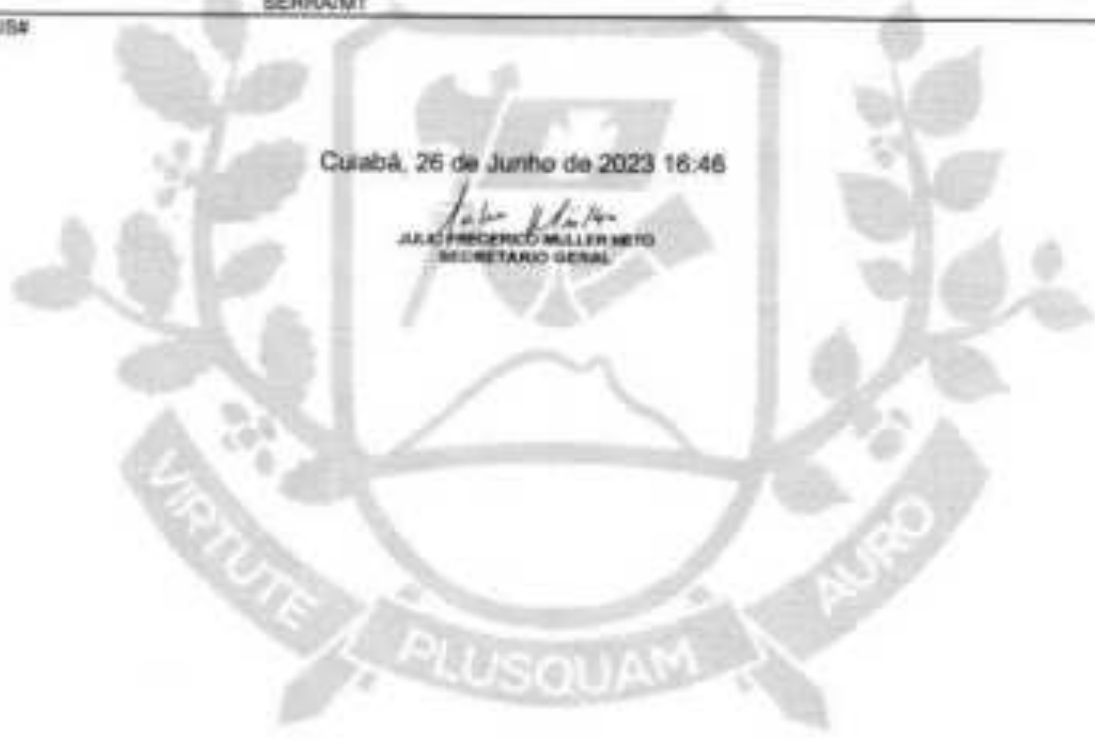 SERRA/MT
Cuiabá, 26 de Junho de 2023 16:46
JULIO FREDERICO MULLER NETO
SECRETARIO GERAL
VIRTUTE
PLUSQUAM
AURO